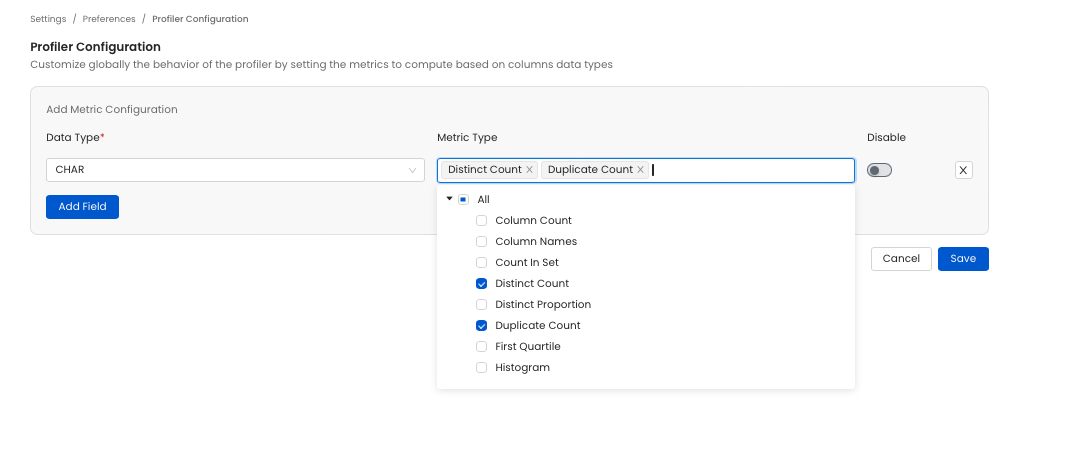 Settings / Preferences / Profiler Configuration
Profiler Configuration
Customize globally the behavior of the profiler by setting the metrics to compute based on columns data types
Add Metric Configuration
Data Type* Metric Type Disable
CHAR Distinct Count × Duplicate Count × X
Add Field
All
Column Count
Column Names
Count In Set
Distinct Count
Distinct Proportion
Duplicate Count
First Quartile
Histogram
Cancel Save